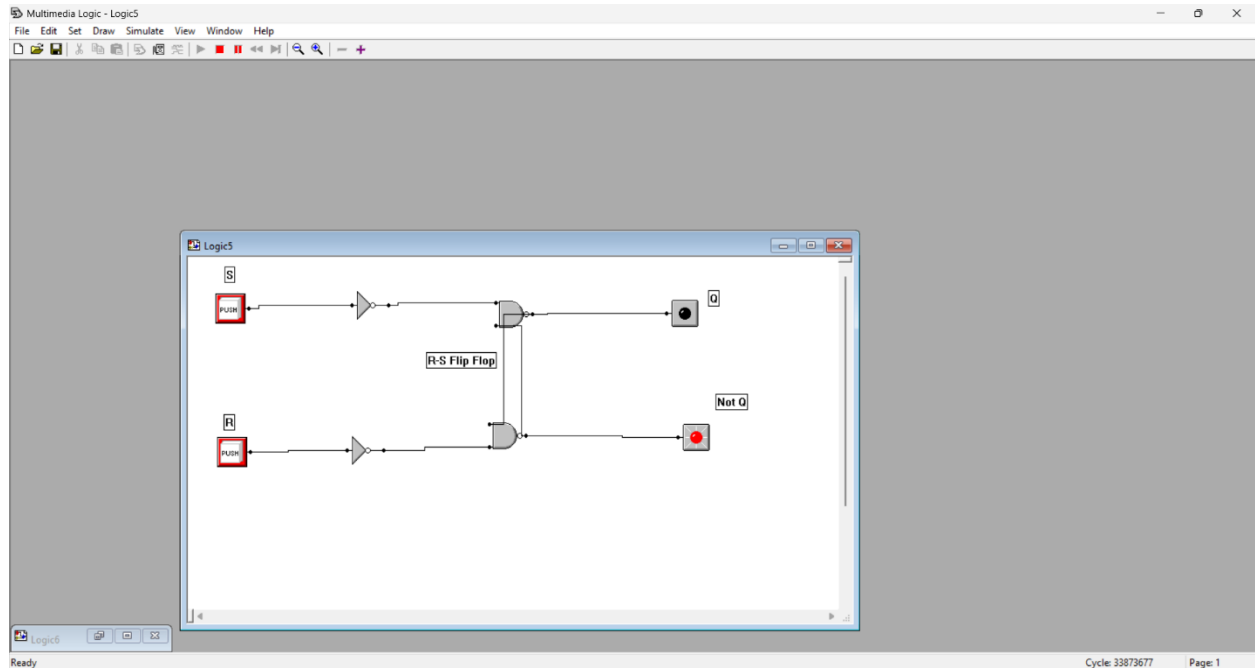 Multimedia Logic - Logic5
File Edit Set Draw Simulate View Window Help
Logic5
S
PUSH
Q
R-S Flip Flop
Not Q
R
PUSH
Logic6
Ready
Cycle: 33873677
Page: 1